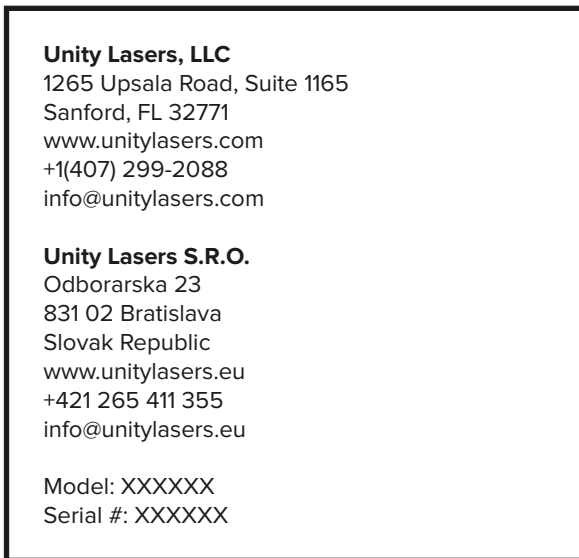 Unity Lasers, LLC
1265 Upsala Road, Suite 1165
Sanford, FL 32771
www.unitylasers.com
+1(407) 299-2088
info@unitylasers.com
Unity Lasers S.R.O.
Odborarska 23
831 02 Bratislava
Slovak Republic
www.unitylasers.eu
+421 265 411 355
info@unitylasers.eu
Model: XXXXXX
Serial #: XXXXXX